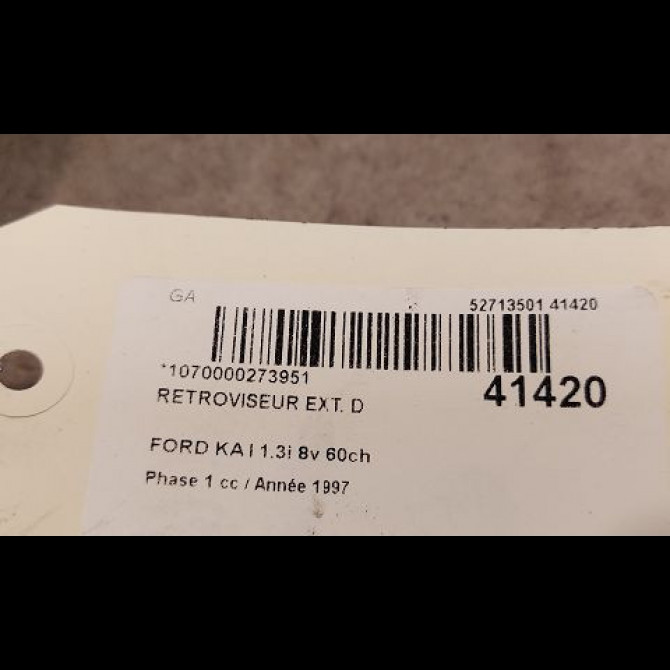 GA
52713501 41420
*1070000273951
41420
RETROVISEUR EXT. D
FORD KA I 1.3i 8v 60ch
Phase 1 cc / Année 1997